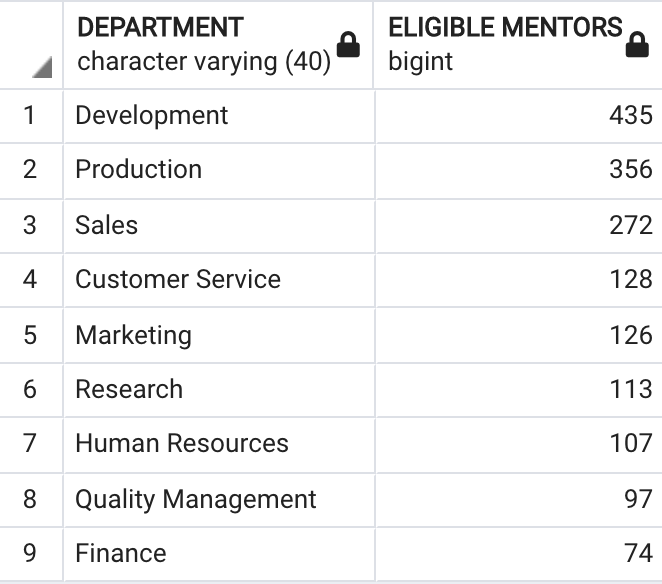 DEPARTMENT ELIGIBLE MENTORS
character varying (40) bigint
1 Development 435
2 Production 356
3 Sales 272
4 Customer Service 128
5 Marketing 126
6 Research 113
7 Human Resources 107
8 Quality Management 97
9 Finance 74